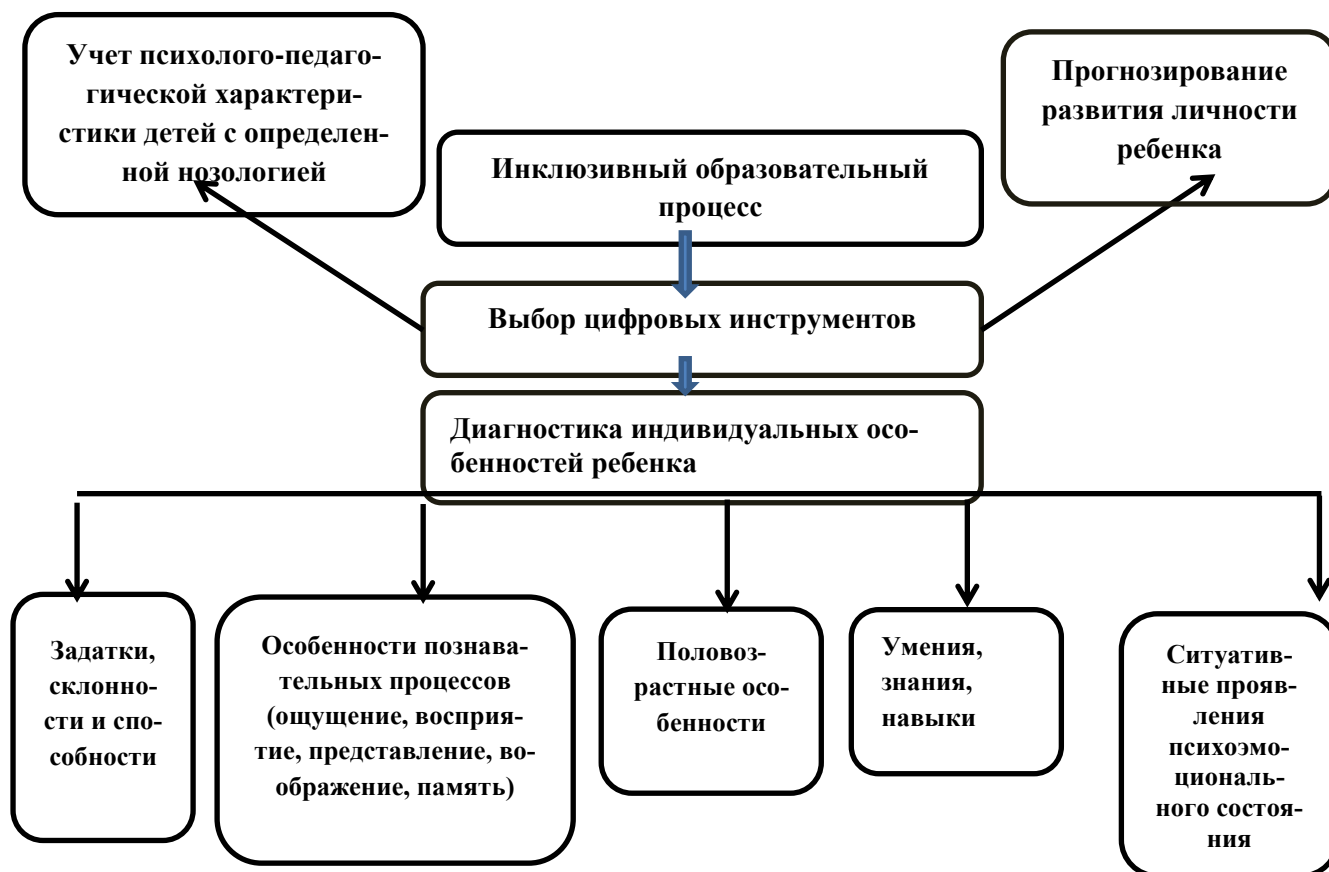 Учет психолого-педаго-
гической характери-
стики детей с определен-
ной нозологией
Инклюзивный образовательный
процесс
Прогнозирование
развития личности
ребенка
Выбор цифровых инструментов
Диагностика индивидуальных осо-
бенностей ребенка
Задатки,
склонно-
сти и спо-
собности
Особенности познава-
тельных процессов
(ощущение, восприя-
тие, представление, во-
ображение, память)
Половоз-
растные осо-
бенности
Умения,
знания,
навыки
Ситуатив-
ные прояв-
ления
психоэмо-
циональ-
ного состоя-
ния